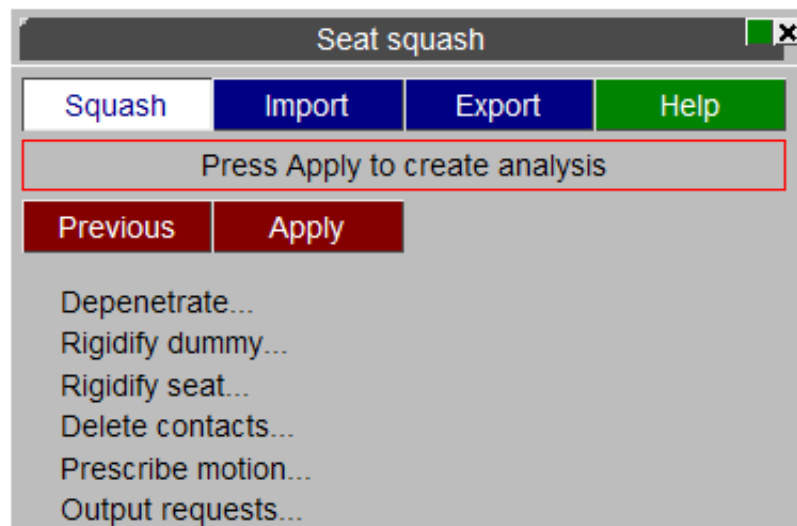 Seat squash
Squash Import Export Help
Press Apply to create analysis
Previous Apply
Depenetrate...
Rigidify dummy...
Rigidify seat...
Delete contacts...
Prescribe motion...
Output requests...